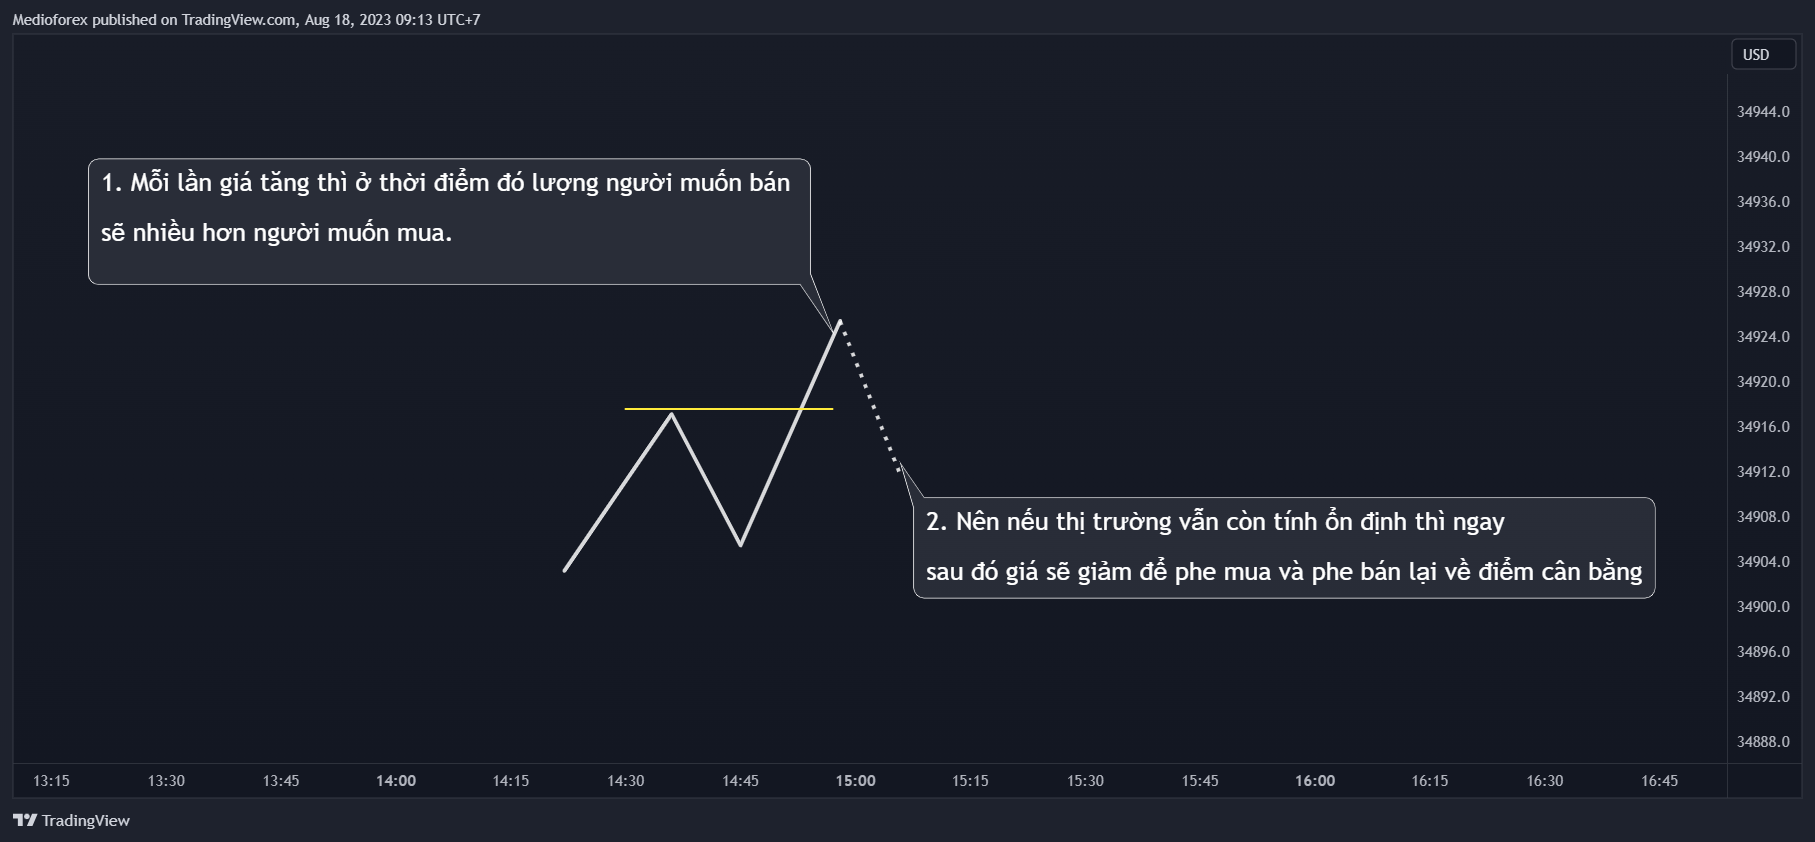 Medioforex published on TradingView.com, Aug 18, 2023 09:13 UTC+7
USD
34944.0
34940.0
1. Mỗi lần giá tăng thì ở thời điểm đó lượng người muốn bán
sẽ nhiều hơn người muốn mua.
34936.0
34932.0
34928.0
34924.0
34920.0
34916.0
34912.0
2. Nên nếu thị trường vẫn còn tính ổn định thì ngay
sau đó giá sẽ giảm để phe mua và phe bán lại về điểm cân bằng
34908.0
34904.0
34900.0
34896.0
34892.0
34888.0
13:15 13:30 13:45 14:00 14:15 14:30 14:45 15:00 15:15 15:30 15:45 16:00 16:15 16:30 16:45
TradingView